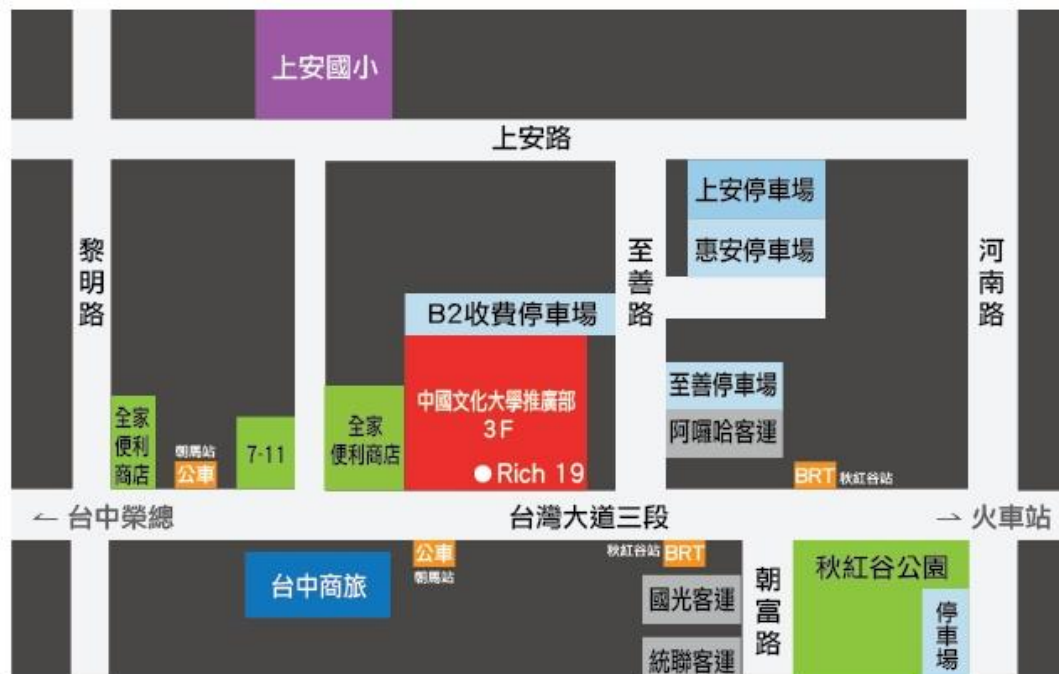 上安國小
上安路
上安停車場
惠安停車場
黎明路
至善路
河南路
B2收費停車場
中國文化大學推廣部
3F
Rich 19
至善停車場
阿囉哈客運
全家
便利
商店
朝馬站
公車
7-11
全家
便利商店
BRT 秋紅谷站
← 台中榮總
台灣大道三段
→ 火車站
台中商旅
公車
朝馬站
秋紅谷站 BRT
國光客運
統聯客運
朝富路
秋紅谷公園
停車場